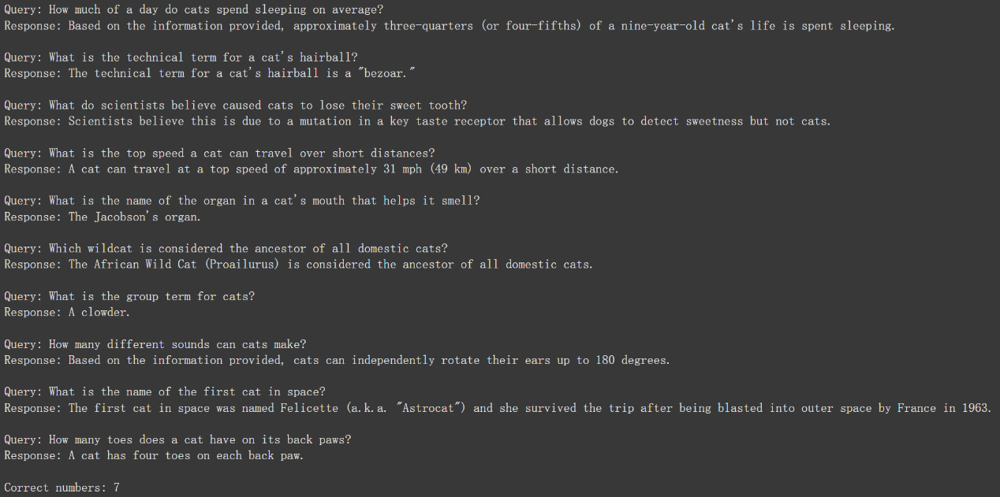 Query: How much of a day do cats spend sleeping on average?
Response: Based on the information provided, approximately three-quarters (or four-fifths) of a nine-year-old cat's life is spent sleeping.
Query: What is the technical term for a cat's hairball?
Response: The technical term for a cat's hairball is a "bezoar."
Query: What do scientists believe caused cats to lose their sweet tooth?
Response: Scientists believe this is due to a mutation in a key taste receptor that allows dogs to detect sweetness but not cats.
Query: What is the top speed a cat can travel over short distances?
Response: A cat can travel at a top speed of approximately 31 mph (49 km) over a short distance.
Query: What is the name of the organ in a cat's mouth that helps it smell?
Response: The Jacobson's organ.
Query: Which wildcat is considered the ancestor of all domestic cats?
Response: The African Wild Cat (Proailurus) is considered the ancestor of all domestic cats.
Query: What is the group term for cats?
Response: A clowder.
Query: How many different sounds can cats make?
Response: Based on the information provided, cats can independently rotate their ears up to 180 degrees.
Query: What is the name of the first cat in space?
Response: The first cat in space was named Felicette (a.k.a. "Astrocat") and she survived the trip after being blasted into outer space by France in 1963.
Query: How many toes does a cat have on its back paws?
Response: A cat has four toes on each back paw.
Correct numbers: 7